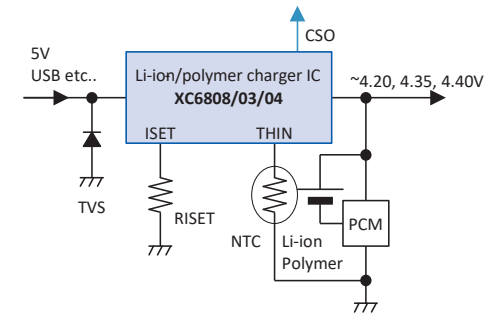 CSO
5V
USB etc..
Li-ion/polymer charger IC
XC6808/03/04
~4.20, 4.35, 4.40V
ISET
THIN
TVS
RISET
NTC
Li-ion
Polymer
PCM